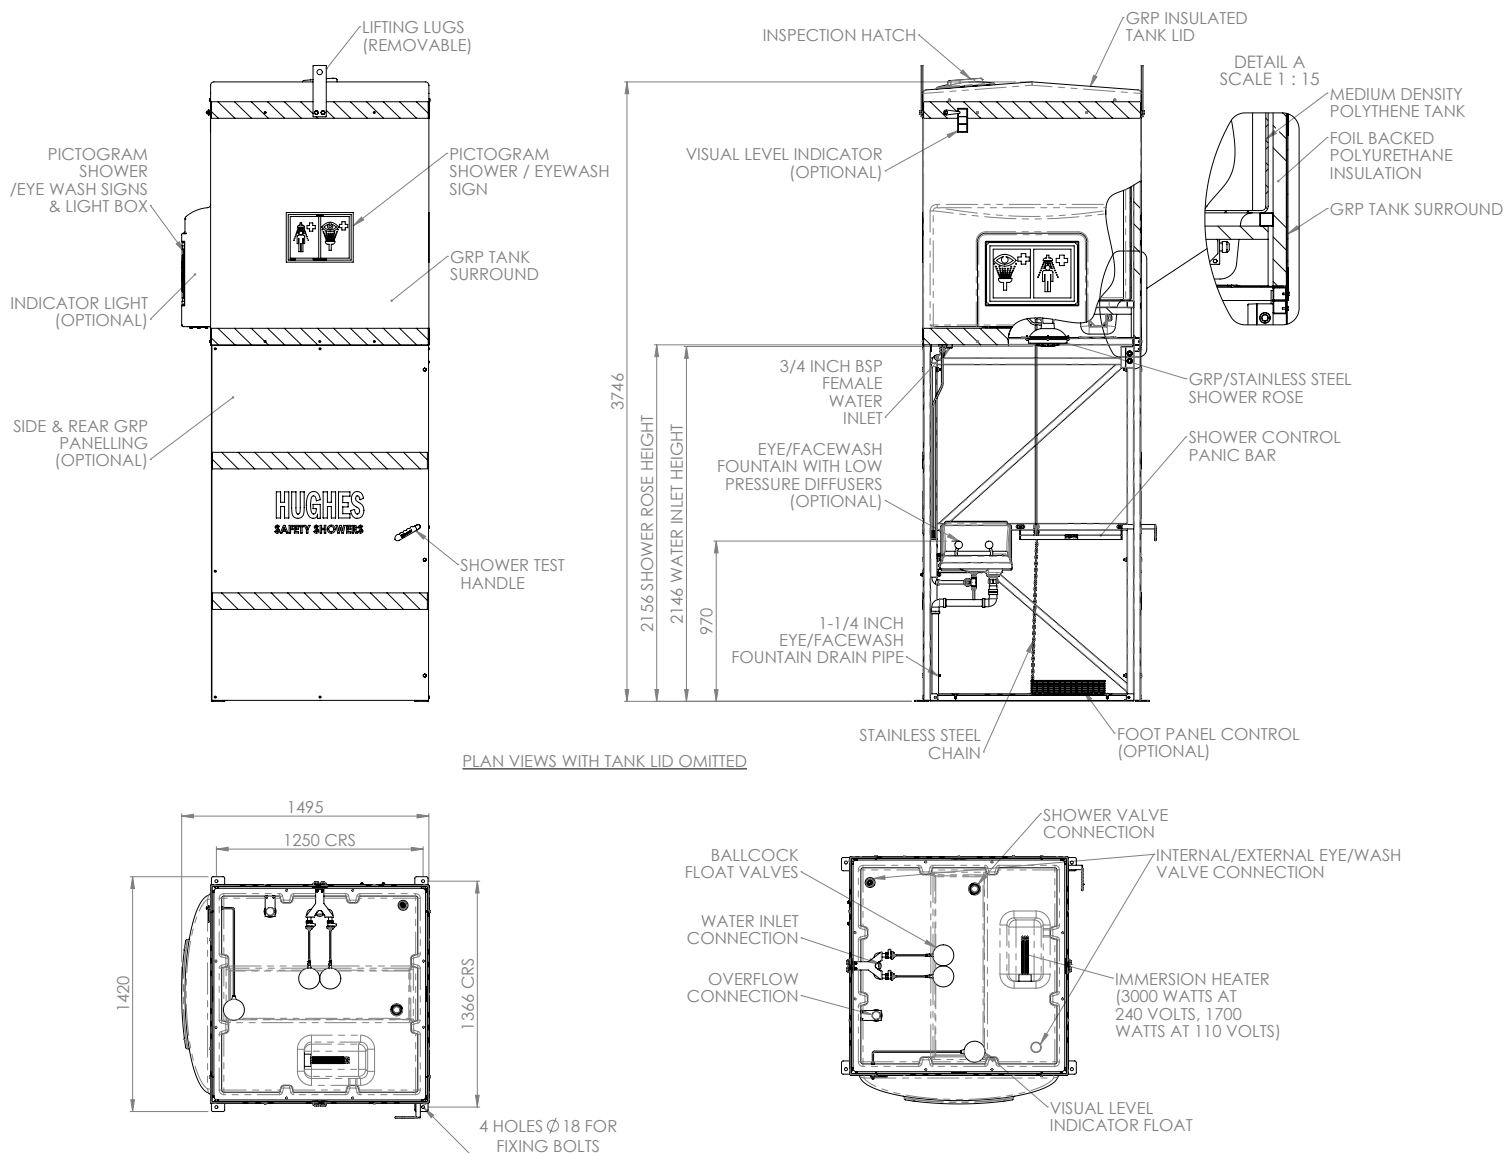 LIFTING LUGS
(REMOVABLE)
PICTOGRAM
SHOWER
/EYE WASH SIGNS
& LIGHT BOX
PICTOGRAM
SHOWER / EYEWASH
SIGN
GRP TANK
SURROUND
INDICATOR LIGHT
(OPTIONAL)
SIDE & REAR GRP
PANELLING
(OPTIONAL)
HUGHES
SAFETY SHOWERS
SHOWER TEST
HANDLE
INSPECTION HATCH
GRP INSULATED
TANK LID
VISUAL LEVEL INDICATOR
(OPTIONAL)
3746
2156 SHOWER ROSE HEIGHT
2146 WATER INLET HEIGHT
970
3/4 INCH BSP
FEMALE
WATER
INLET
EYE/FACEWASH
FOUNTAIN WITH LOW
PRESSURE DIFFUSERS
(OPTIONAL)
1-1/4 INCH
EYE/FACEWASH
FOUNTAIN DRAIN PIPE
STAINLESS STEEL
CHAIN
FOOT PANEL CONTROL
(OPTIONAL)
GRP/STAINLESS STEEL
SHOWER ROSE
SHOWER CONTROL
PANIC BAR
DETAIL A
SCALE 1 : 15
MEDIUM DENSITY
POLYTHENE TANK
FOIL BACKED
POLYURETHANE
INSULATION
GRP TANK SURROUND
PLAN VIEWS WITH TANK LID OMITTED
1495
1250 CRS
1420
1366 CRS
4 HOLES Ø 18 FOR
FIXING BOLTS
BALLCOCK
FLOAT VALVES
WATER INLET
CONNECTION
OVERFLOW
CONNECTION
SHOWER VALVE
CONNECTION
INTERNAL/EXTERNAL EYE/WASH
VALVE CONNECTION
IMMERSION HEATER
(3000 WATTS AT
240 VOLTS, 1700
WATTS AT 110 VOLTS)
VISUAL LEVEL
INDICATOR FLOAT